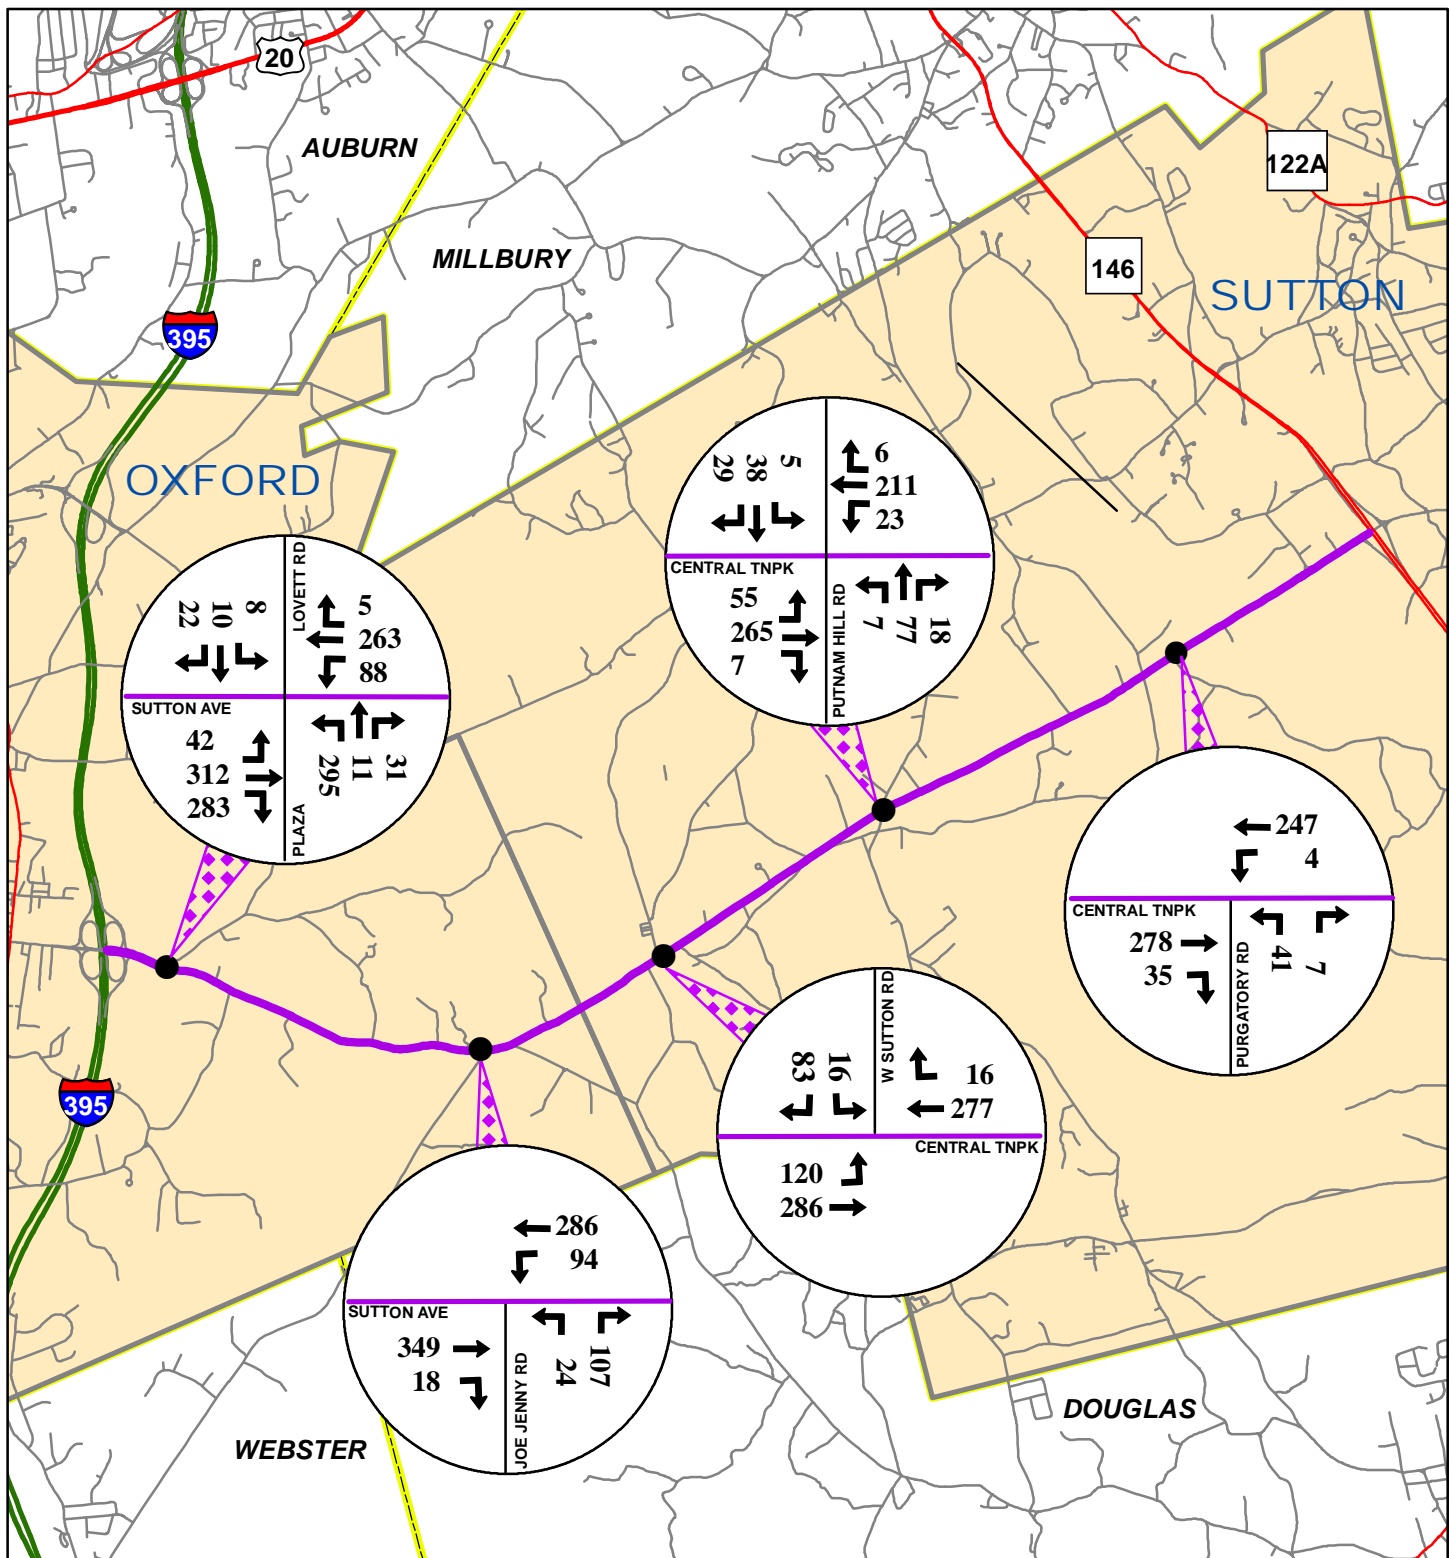 20
AUBURN
122A
MILLBURY
146
SUTTON
395
OXFORD
29
38
5
6
211
23
CENTRAL TNPK
PUTNAM HILL RD
55
265
7
7
77
18
22
10
8
LOVETT RD
5
263
88
SUTTON AVE
42
312
283
PLAZA
295
11
31
247
4
CENTRAL TNPK
278
35
PURGATORY RD
41
7
83
16
W SUTTON RD
16
277
CENTRAL TNPK
120
286
395
286
94
SUTTON AVE
349
18
JOE JENNY RD
24
107
WEBSTER
DOUGLAS